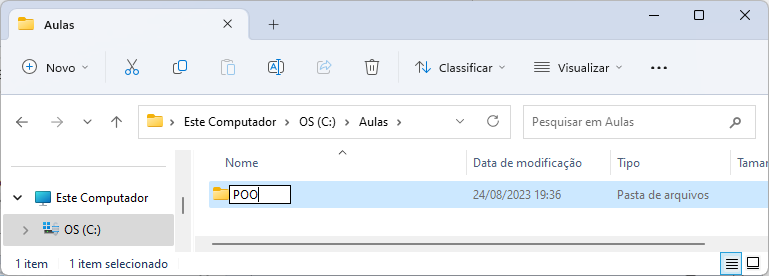 Aulas
Novo Classificar Visualizar
Este Computador OS (C:) Aulas Pesquisar em Aulas
Nome Data de modificação Tipo Tamar
Este Computador POO 24/08/2023 19:36 Pasta de arquivos
OS (C:)
1 item 1 item selecionado